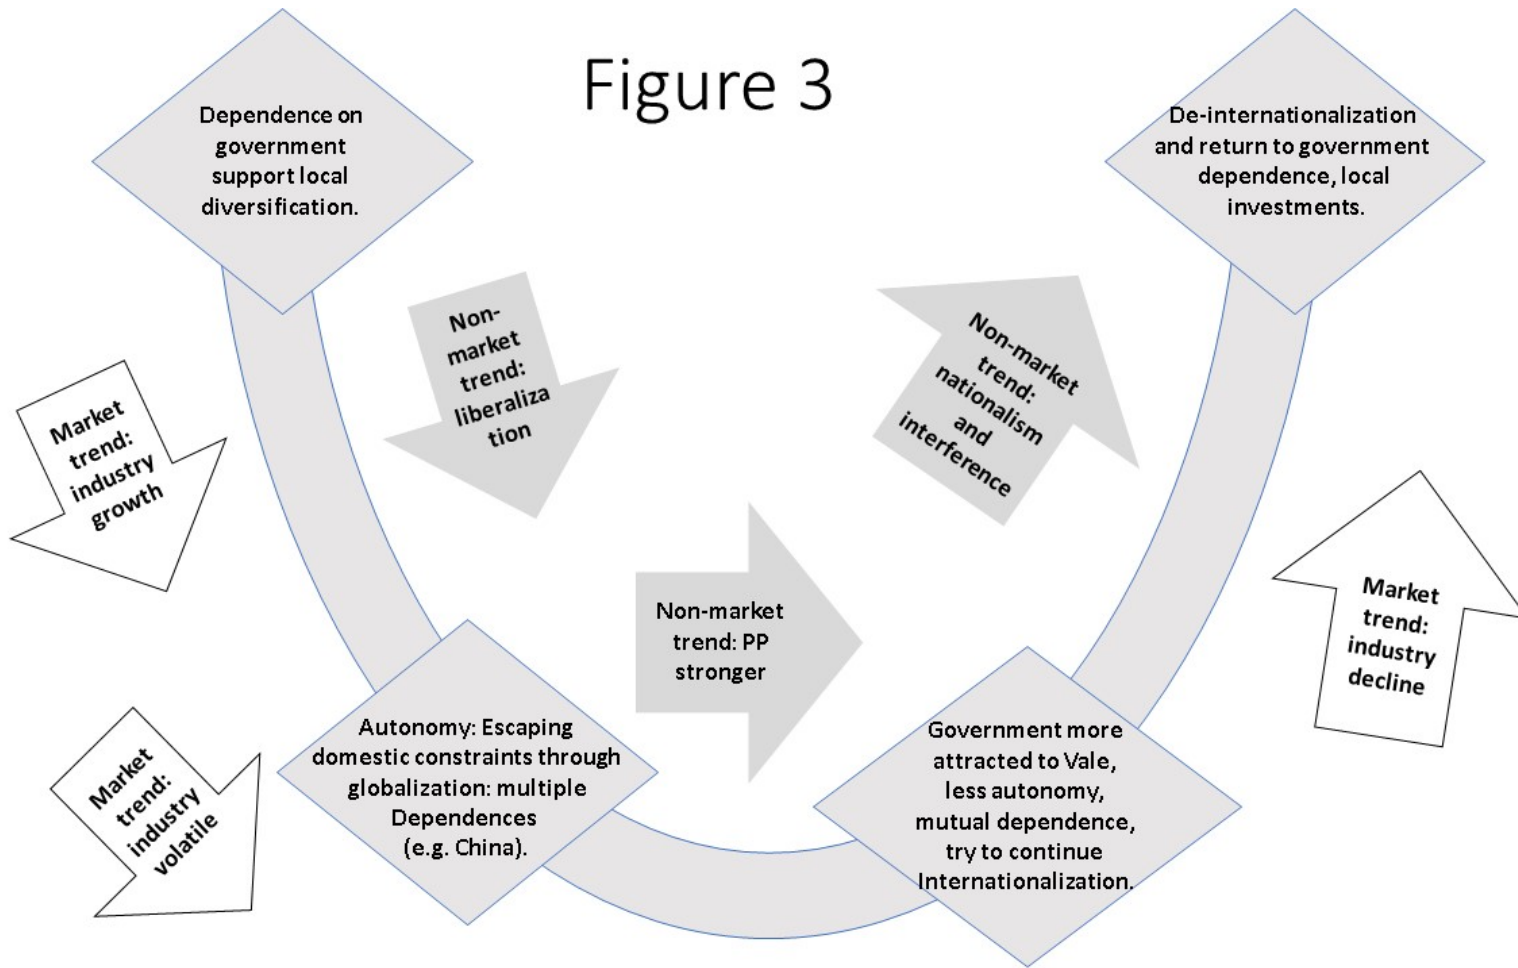 Figure 3
Dependence on
government
support local
diversification.
De-internationalization
and return to government
dependence, local
investments.
Non-
market
trend:
liberaliza
tion
Non-market
trend:
nationalism
and
interference
Market
trend:
industry
growth
Non-market
trend: PP
stronger
Market
trend:
industry
decline
Market
trend:
industry
volatile
Autonomy: Escaping
domestic constraints through
globalization: multiple
Dependences
(e.g. China).
Government more
attracted to Vale,
less autonomy,
mutual dependence,
try to continue
Internationalization.